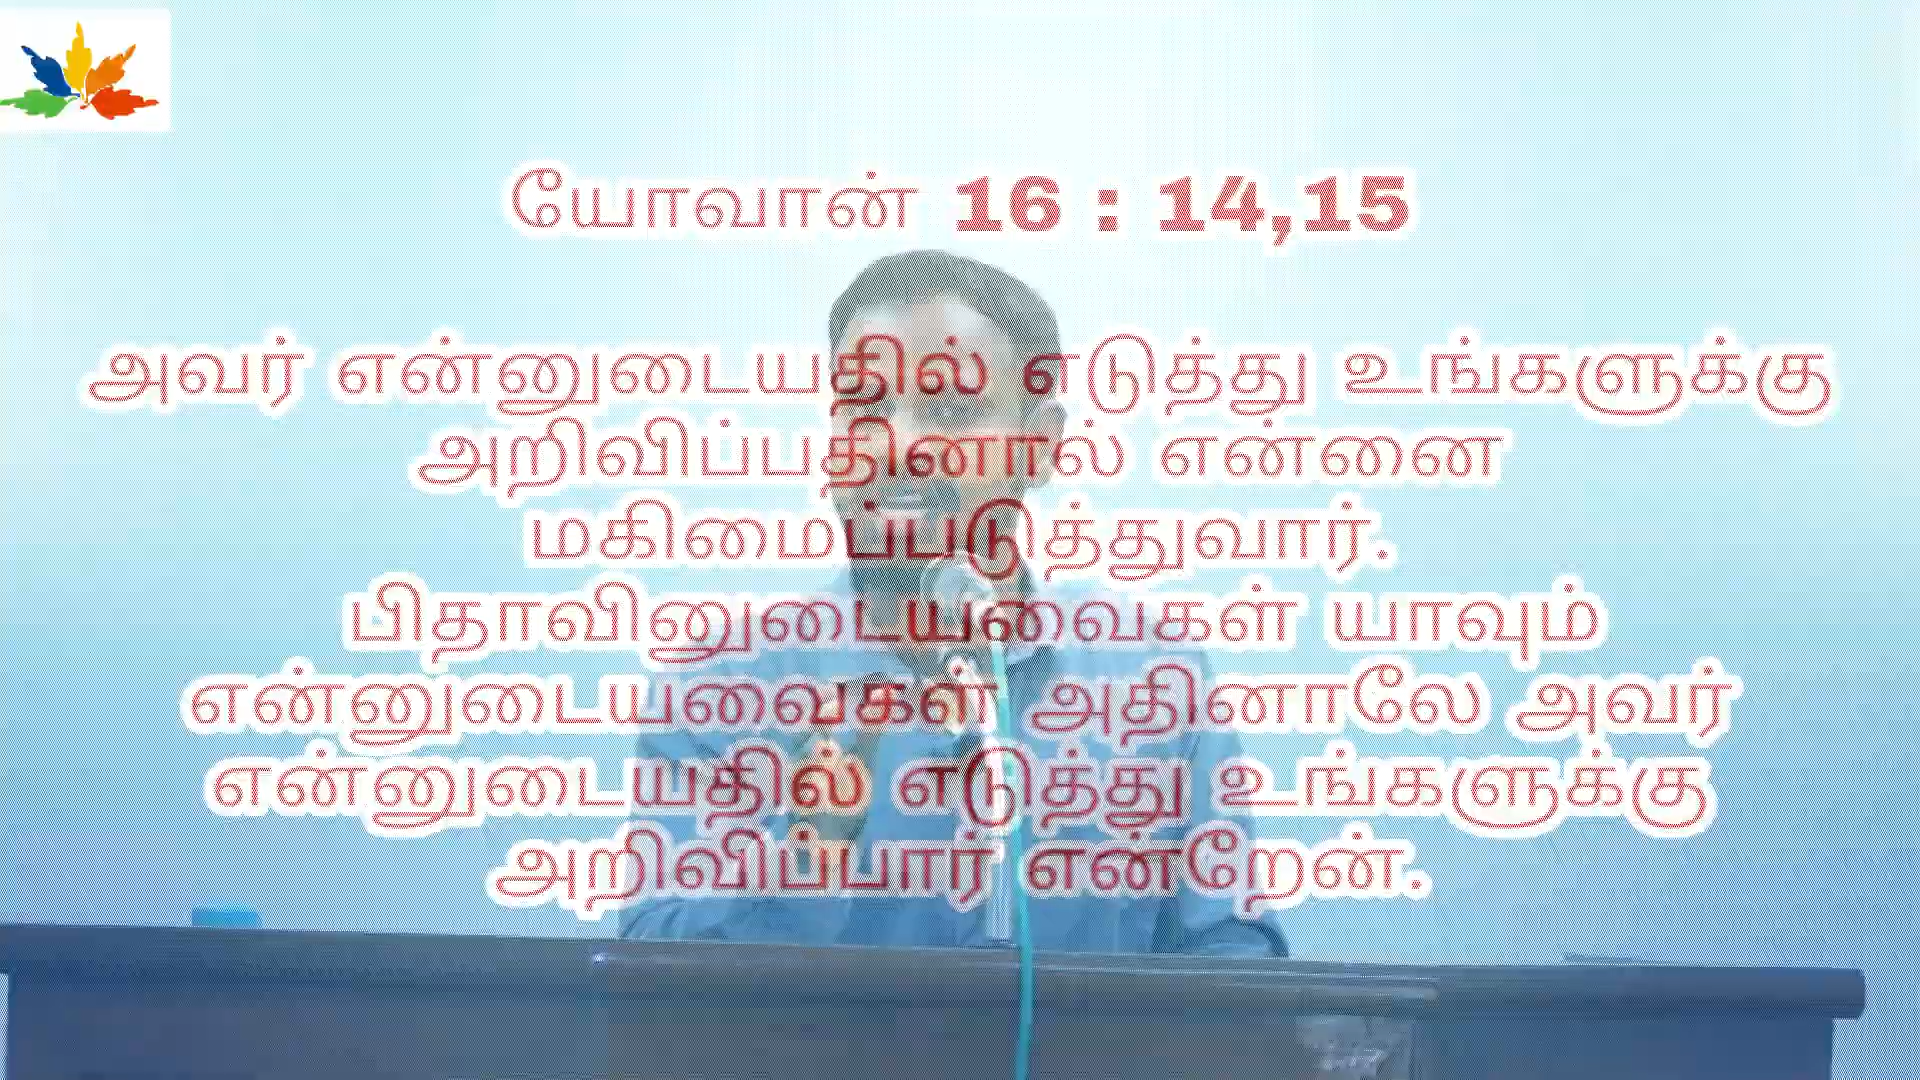 யோவான் 16 : 14,15
அவர் என்னுடையதில் எடுத்து உங்களுக்கு
அறிவிப்பதினால் என்னை
மகிமைப்படுத்துவார்.
பிதாவினுடையவைகள் யாவும்
என்னுடையவைகள் அதினாலே அவர்
என்னுடையதில் எடுத்து உங்களுக்கு
அறிவிப்பார் என்றேன்.